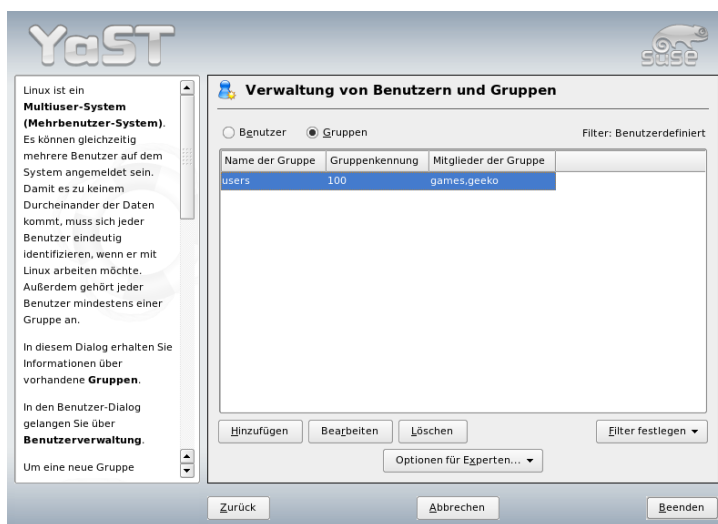 YaST
suse
Linux ist ein
Multiuser-System
(Mehrbenutzer-System).
Es können gleichzeitig
mehrere Benutzer auf dem
System angemeldet sein.
Damit es zu keinem
Durcheinander der Daten
kommt, muss sich jeder
Benutzer eindeutig
identifizieren, wenn er mit
Linux arbeiten möchte.
Außerdem gehört jeder
Benutzer mindestens einer
Gruppe an.
In diesem Dialog erhalten Sie
Informationen über
vorhandene Gruppen.
In den Benutzer-Dialog
gelangen Sie über
Benutzerverwaltung.
Um eine neue Gruppe
Verwaltung von Benutzern und Gruppen
Benutzer Gruppen Filter: Benutzerdefiniert
Name der Gruppe Gruppenkennung Mitglieder der Gruppe
users 100 games,geeko
Hinzufügen Bearbeiten Löschen Filter festlegen
Optionen für Experten...
Zurück Abbrechen Beenden